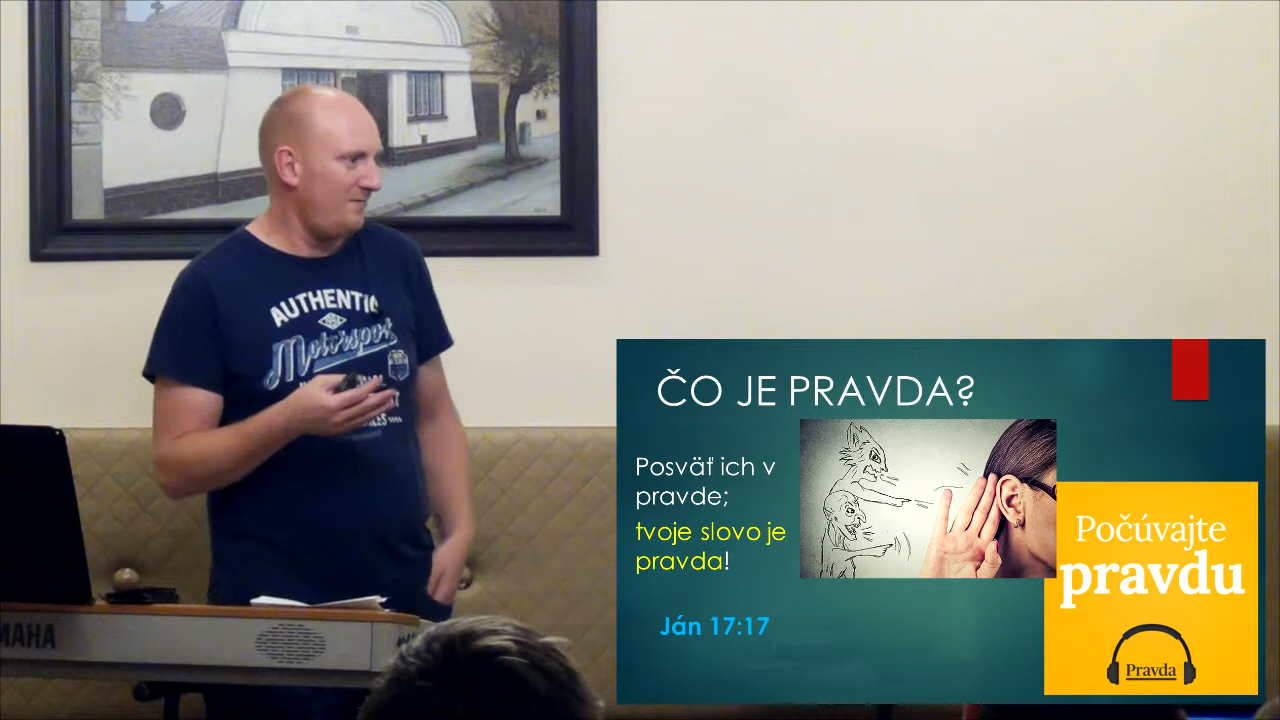 AUTHENTIC
Motorsport
MAHA
ČO JE PRAVDA?
Posväť ich v
pravde;
tvoje slovo je
pravda!
Ján 17:17
Počúvajte
pravdu
Pravda